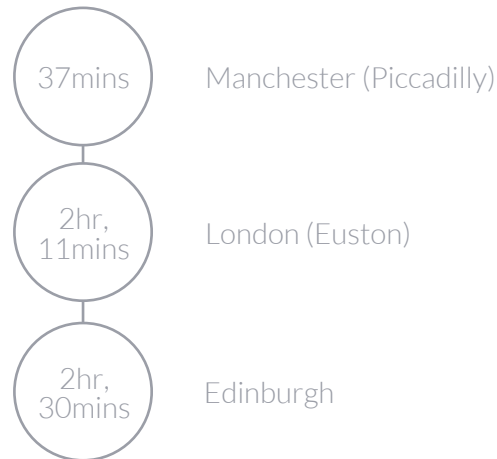 37mins
Manchester (Piccadilly)
2hr,
11mins
London (Euston)
2hr,
30mins
Edinburgh